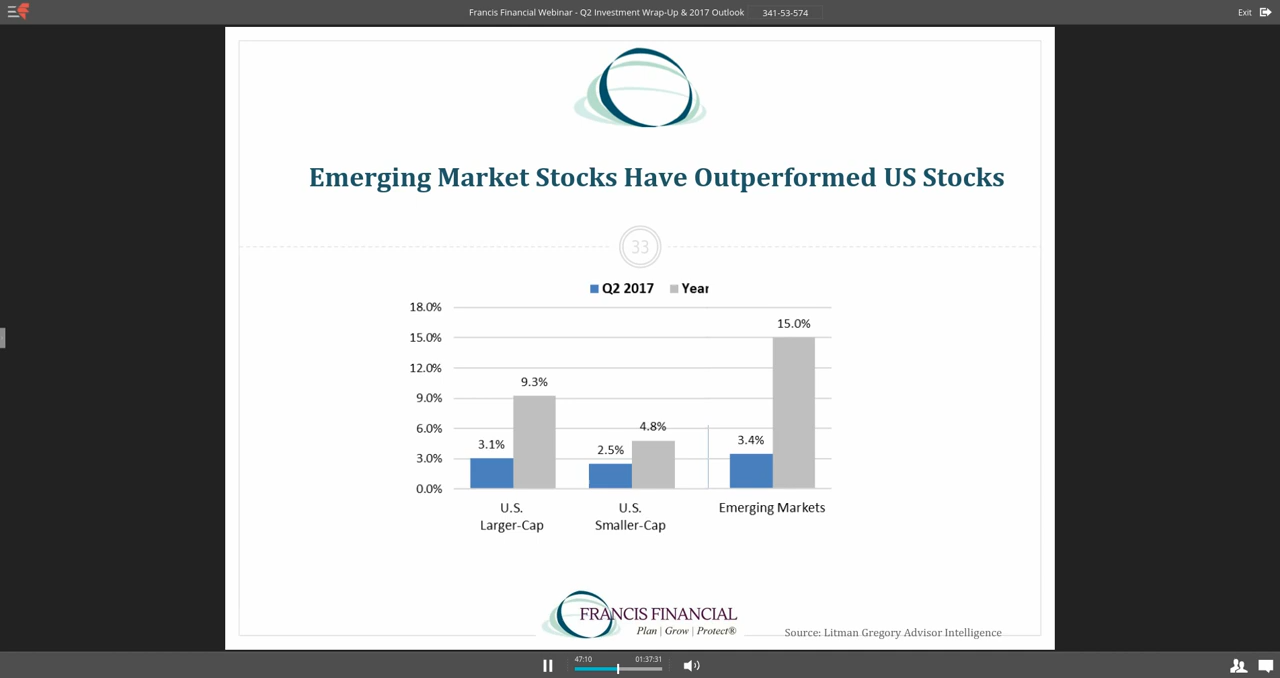 Francis Financial Webinar - Q2 Investment Wrap-Up & 2017 Outlook 341-53-574
Exit
Emerging Market Stocks Have Outperformed US Stocks
33
Q2 2017 Year
18.0%
15.0%
12.0%
9.0%
6.0%
3.0%
0.0%
3.1%
9.3%
2.5%
4.8%
3.4%
15.0%
U.S.
Larger-Cap
U.S.
Smaller-Cap
Emerging Markets
FRANCIS FINANCIAL
Plan | Grow | Protect®
Source: Litman Gregory Advisor Intelligence
47:10
01:37:31